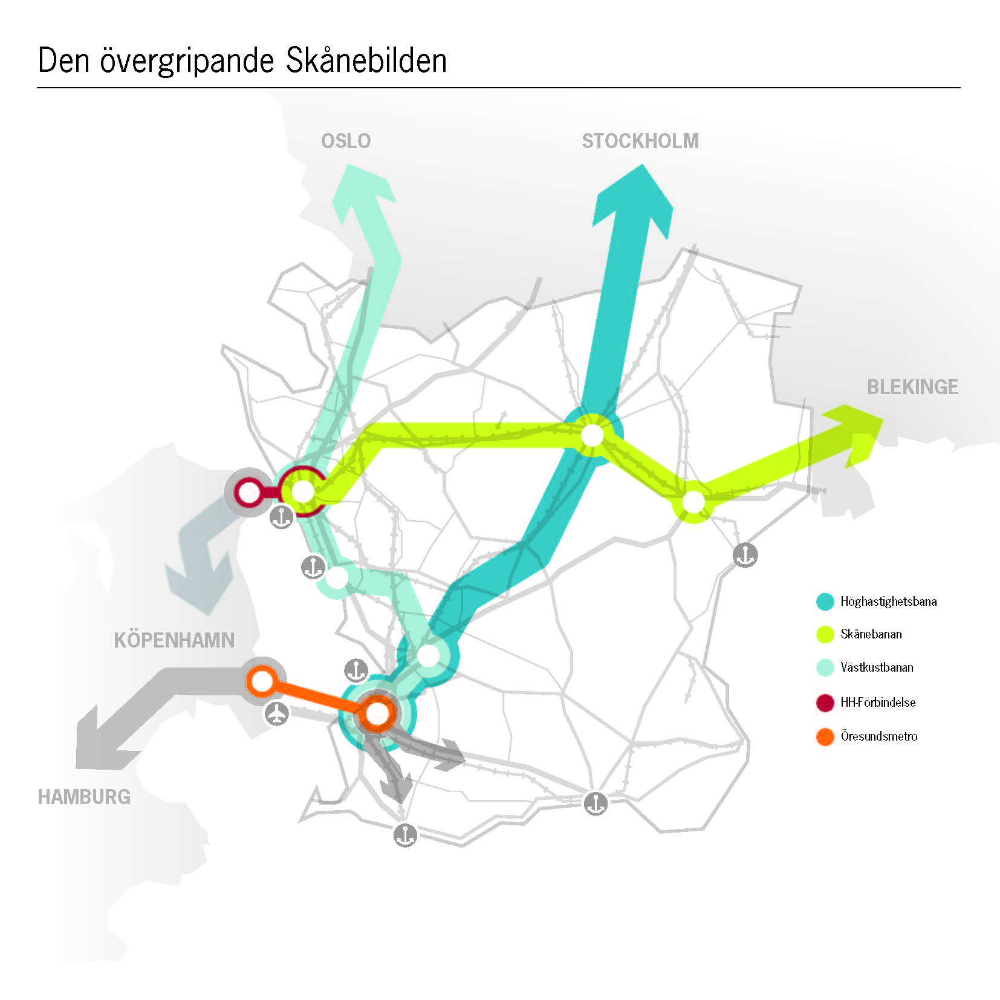 Den övergripande Skånebilden
OSLO
STOCKHOLM
BLEKINGE
KÖPENHAMN
HAMBURG
Höghastighetsbana
Skånebanan
Västkustbanan
HH-Förbindelse
Öresundsmetro